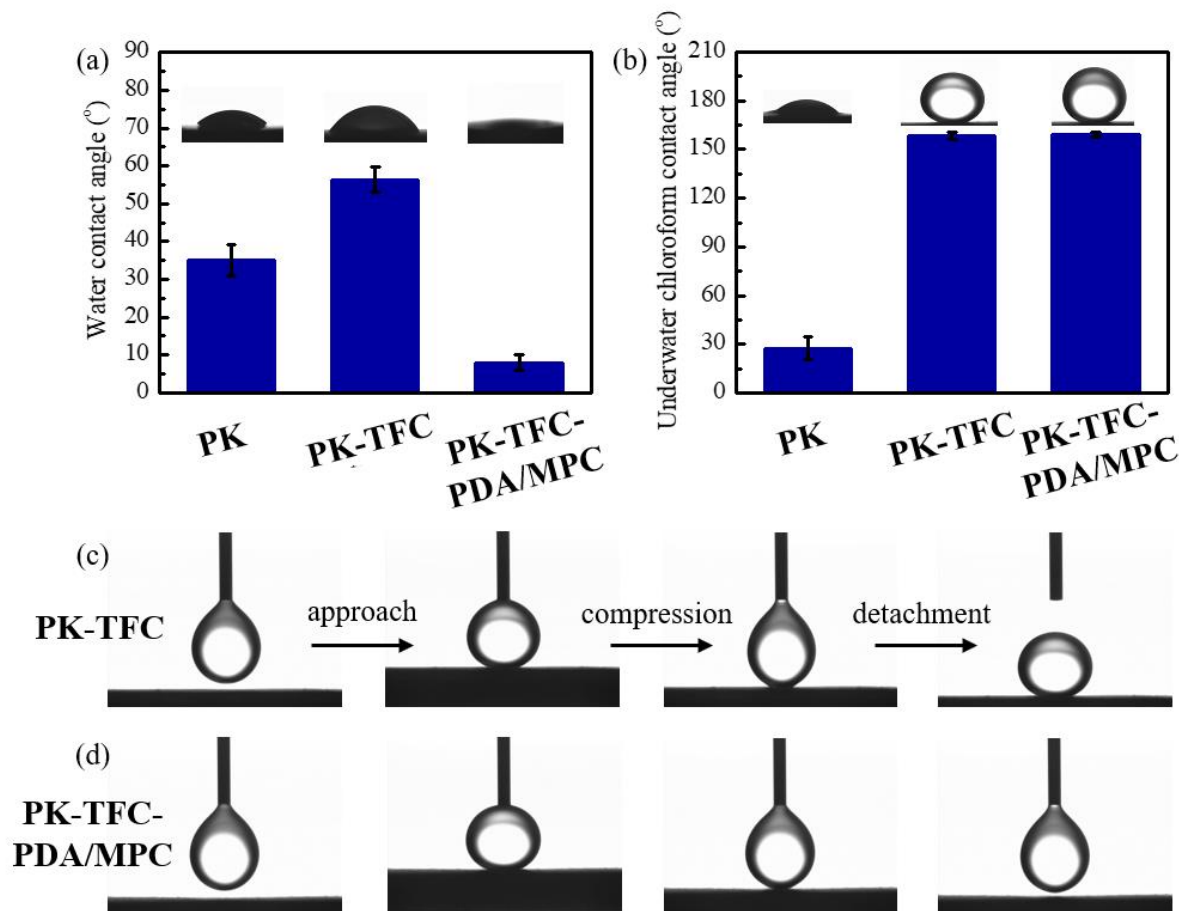 (a)
Water contact angle (°)
90
80
70
60
50
40
30
20
10
0
PK
PK-TFC
PK-TFC-
PDA/MPC
(b)
Underwater chloroform contact angle (°)
210
180
150
120
90
60
30
0
PK
PK-TFC
PK-TFC-
PDA/MPC
(c)
PK-TFC
approach
compression
detachment
(d)
PK-TFC-
PDA/MPC